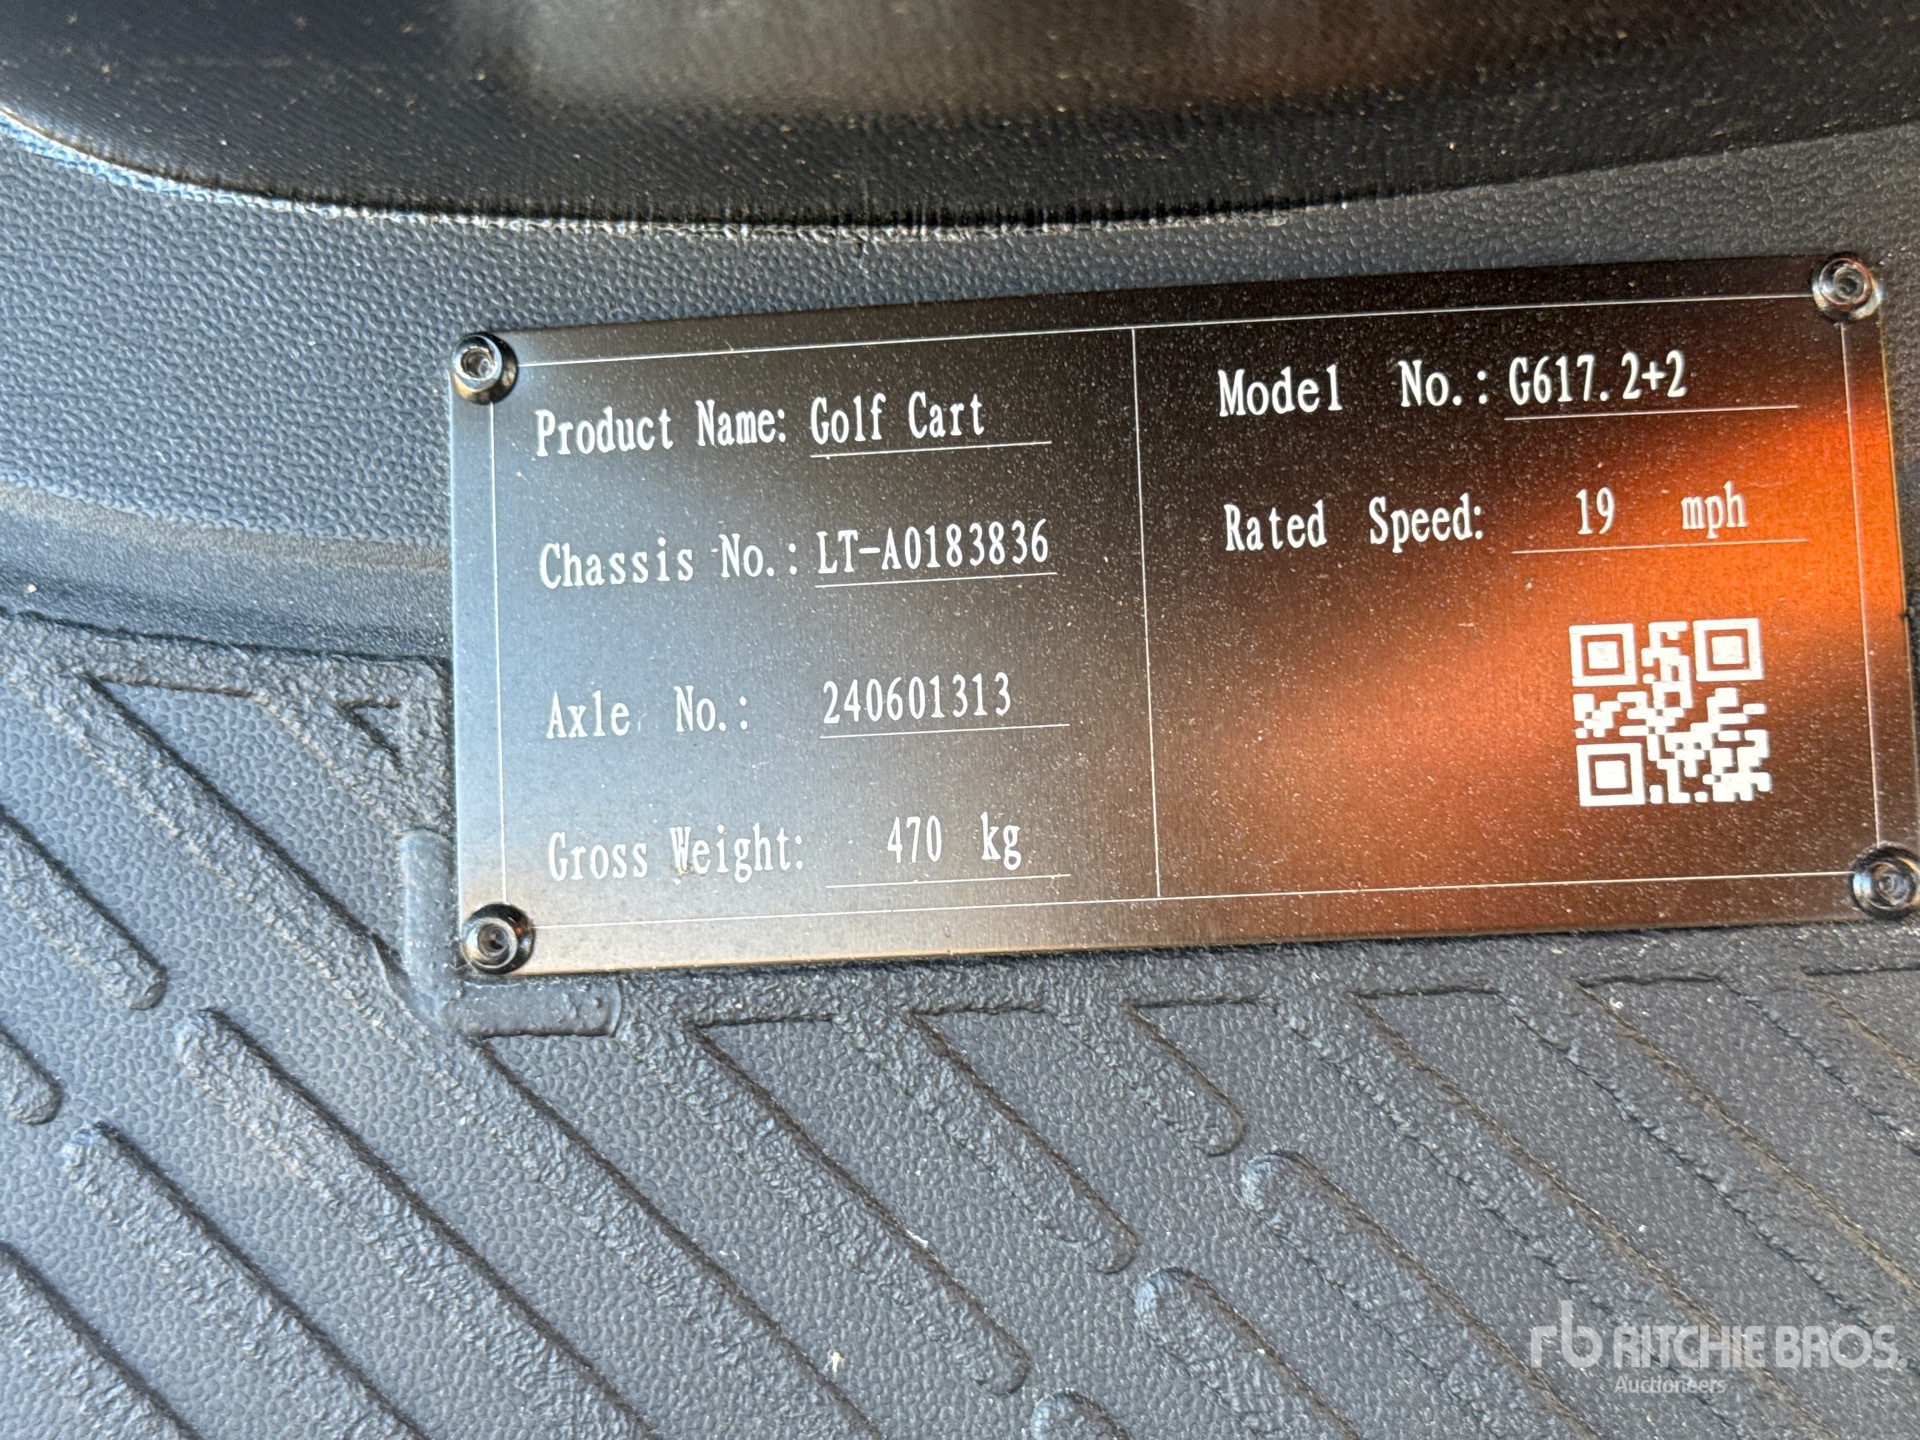 Product Name: Golf Cart
Chassis No.: LT-A0183836
Axle No.: 240601313
Gross Weight: 470 kg
Model No.: G617.2+2
Rated Speed: 19 mph
rb RITCHIE BROS.
Auctioneers